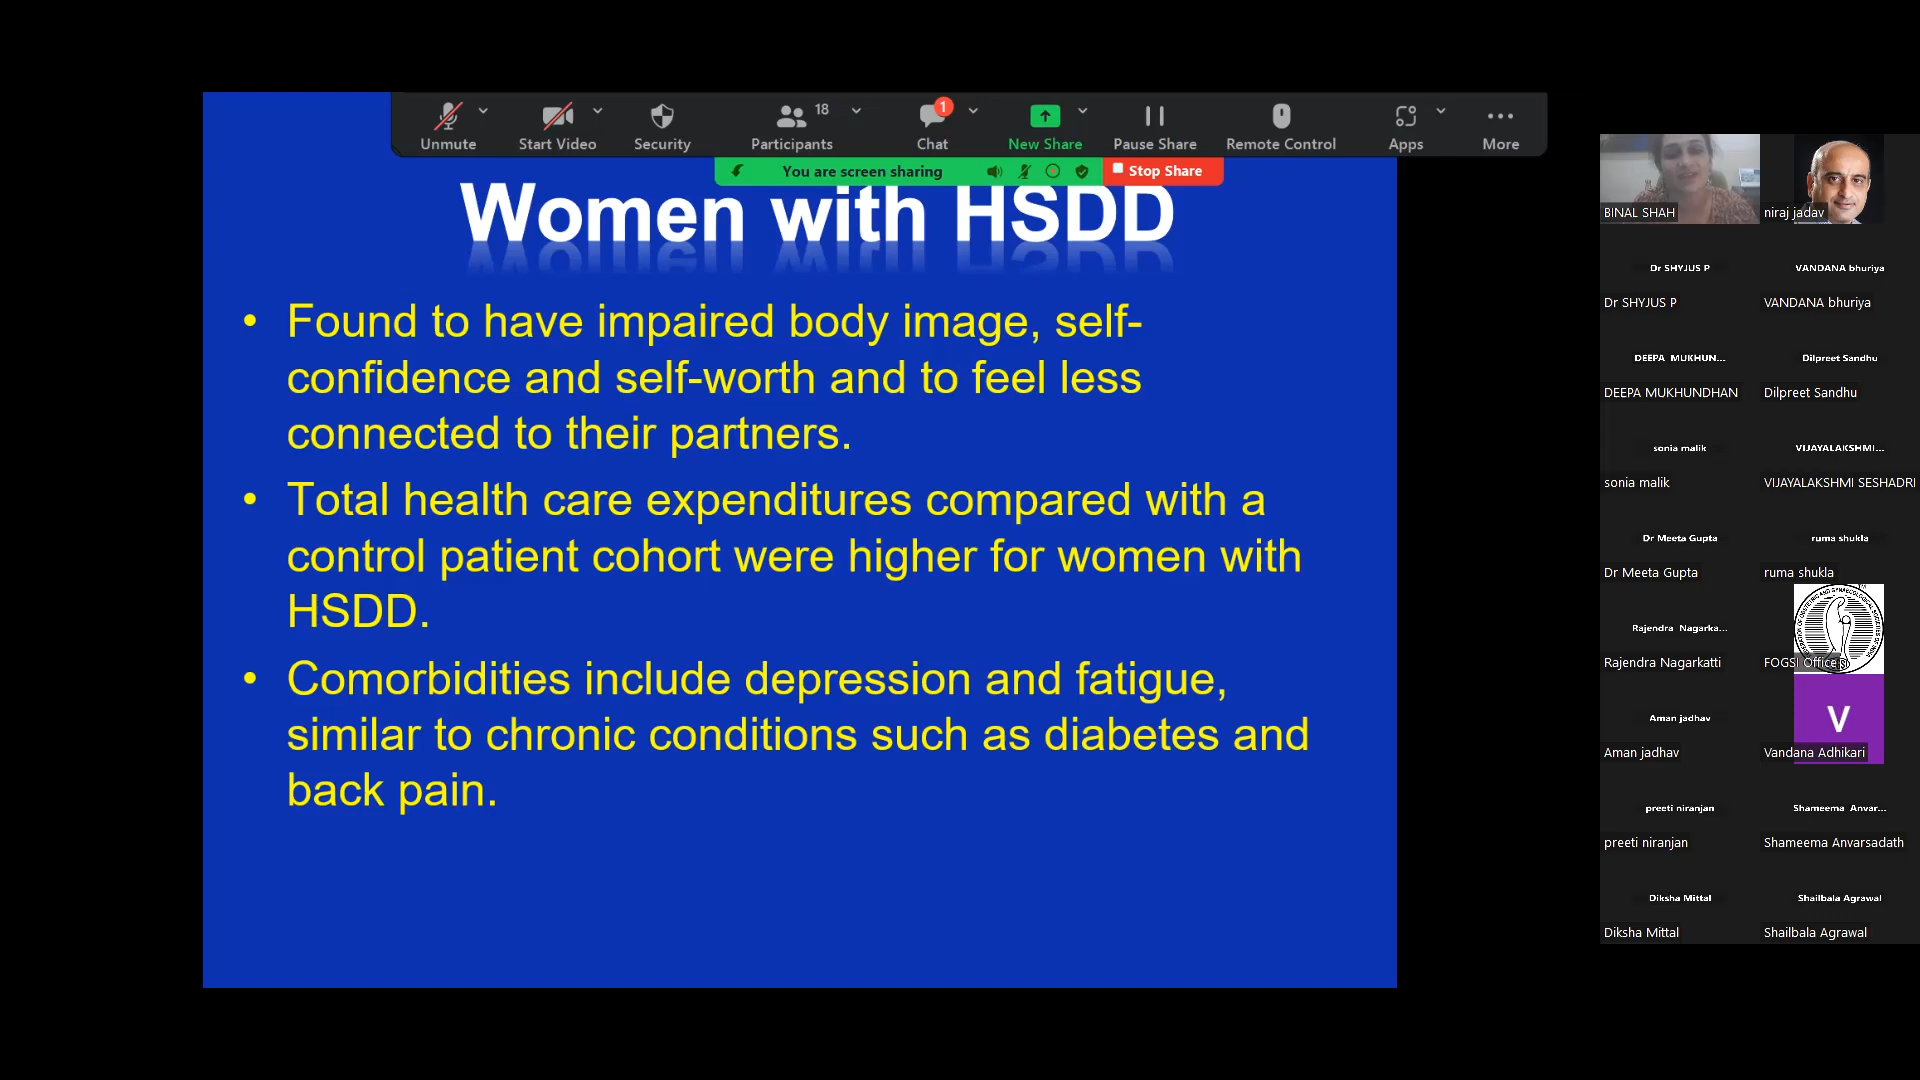 Unmute
Start Video
Security
18
Participants
1
Chat
New Share
Pause Share
Remote Control
Apps
More
You are screen sharing
Stop Share
Women with HSDD
• Found to have impaired body image, self-
confidence and self-worth and to feel less
connected to their partners.
• Total health care expenditures compared with a
control patient cohort were higher for women with
HSDD.
• Comorbidities include depression and fatigue,
similar to chronic conditions such as diabetes and
back pain.
BINAL SHAH
niraj jadav
Dr SHYJUS P
Dr SHYJUS P
VANDANA bhuriya
VANDANA bhuriya
DEEPA MUKHUN...
DEEPA MUKHUNDHAN
Dilpreet Sandhu
Dilpreet Sandhu
sonia malik
sonia malik
VIJAYALAKSHMI...
VIJAYALAKSHMI SESHADRI
Dr Meeta Gupta
Dr Meeta Gupta
ruma shukla
ruma shukla
Rajendra Nagarka...
Rajendra Nagarkatti
FOGSI Office
Aman jadhav
Aman jadhav
V
Vandana Adhikari
preeti niranjan
preeti niranjan
Shameema Anvar...
Shameema Anvarsadath
Diksha Mittal
Diksha Mittal
Shailbala Agrawal
Shailbala Agrawal